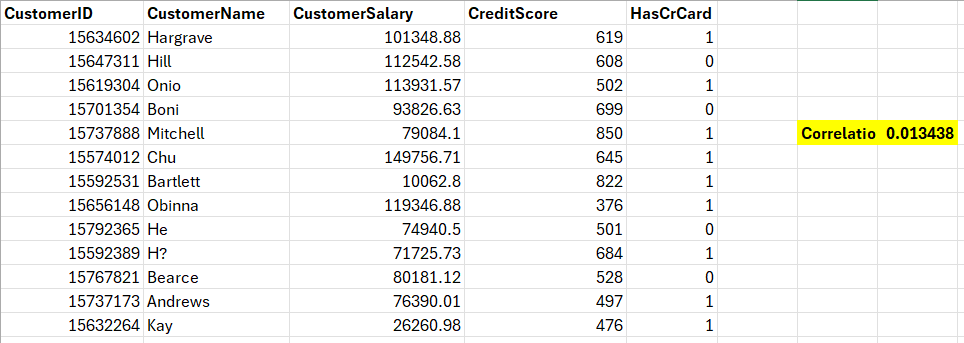 CustomerID CustomerName CustomerSalary CreditScore HasCrCard
15634602 Hargrave 101348.88 619 1
15647311 Hill 112542.58 608 0
15619304 Onio 113931.57 502 1
15701354 Boni 93826.63 699 0
15737888 Mitchell 79084.1 850 1 Correlatio 0.013438
15574012 Chu 149756.71 645 1
15592531 Bartlett 10062.8 822 1
15656148 Obinna 119346.88 376 1
15792365 He 74940.5 501 0
15592389 H? 71725.73 684 1
15767821 Bearce 80181.12 528 0
15737173 Andrews 76390.01 497 1
15632264 Kay 26260.98 476 1